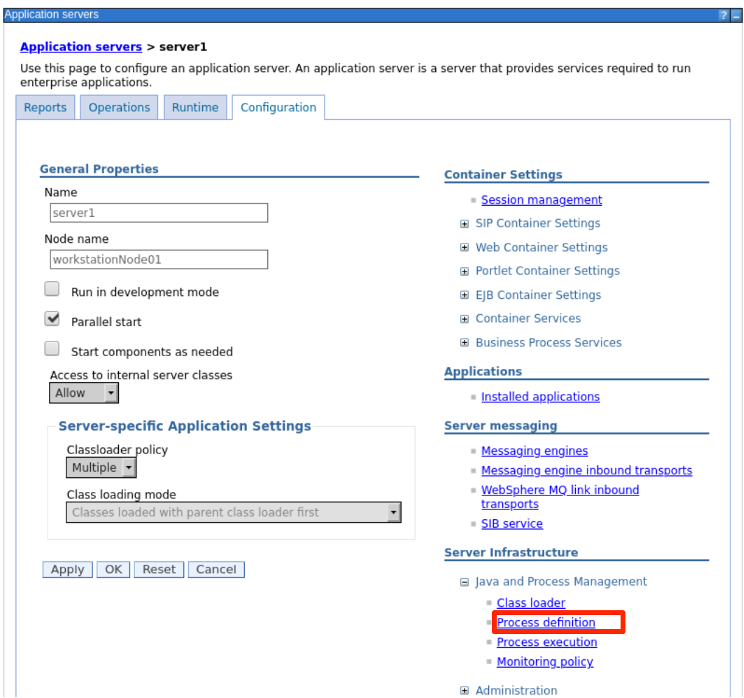 Application servers
?
Application servers > server1
Use this page to configure an application server. An application server is a server that provides services required to run
enterprise applications.
Reports
Operations
Runtime
Configuration
General Properties
Name
server1
Node name
workstationNode01
Run in development mode
Parallel start
Start components as needed
Access to internal server classes
Allow
Server-specific Application Settings
Classloader policy
Multiple
Class loading mode
Classes loaded with parent class loader first
Apply
OK
Reset
Cancel
Container Settings
Session management
SIP Container Settings
Web Container Settings
Portlet Container Settings
EJB Container Settings
Container Services
Business Process Services
Applications
Installed applications
Server messaging
Messaging engines
Messaging engine inbound transports
WebSphere MQ link inbound
transports
SIB service
Server Infrastructure
Java and Process Management
Class loader
Process definition
Process execution
Monitoring policy
Administration